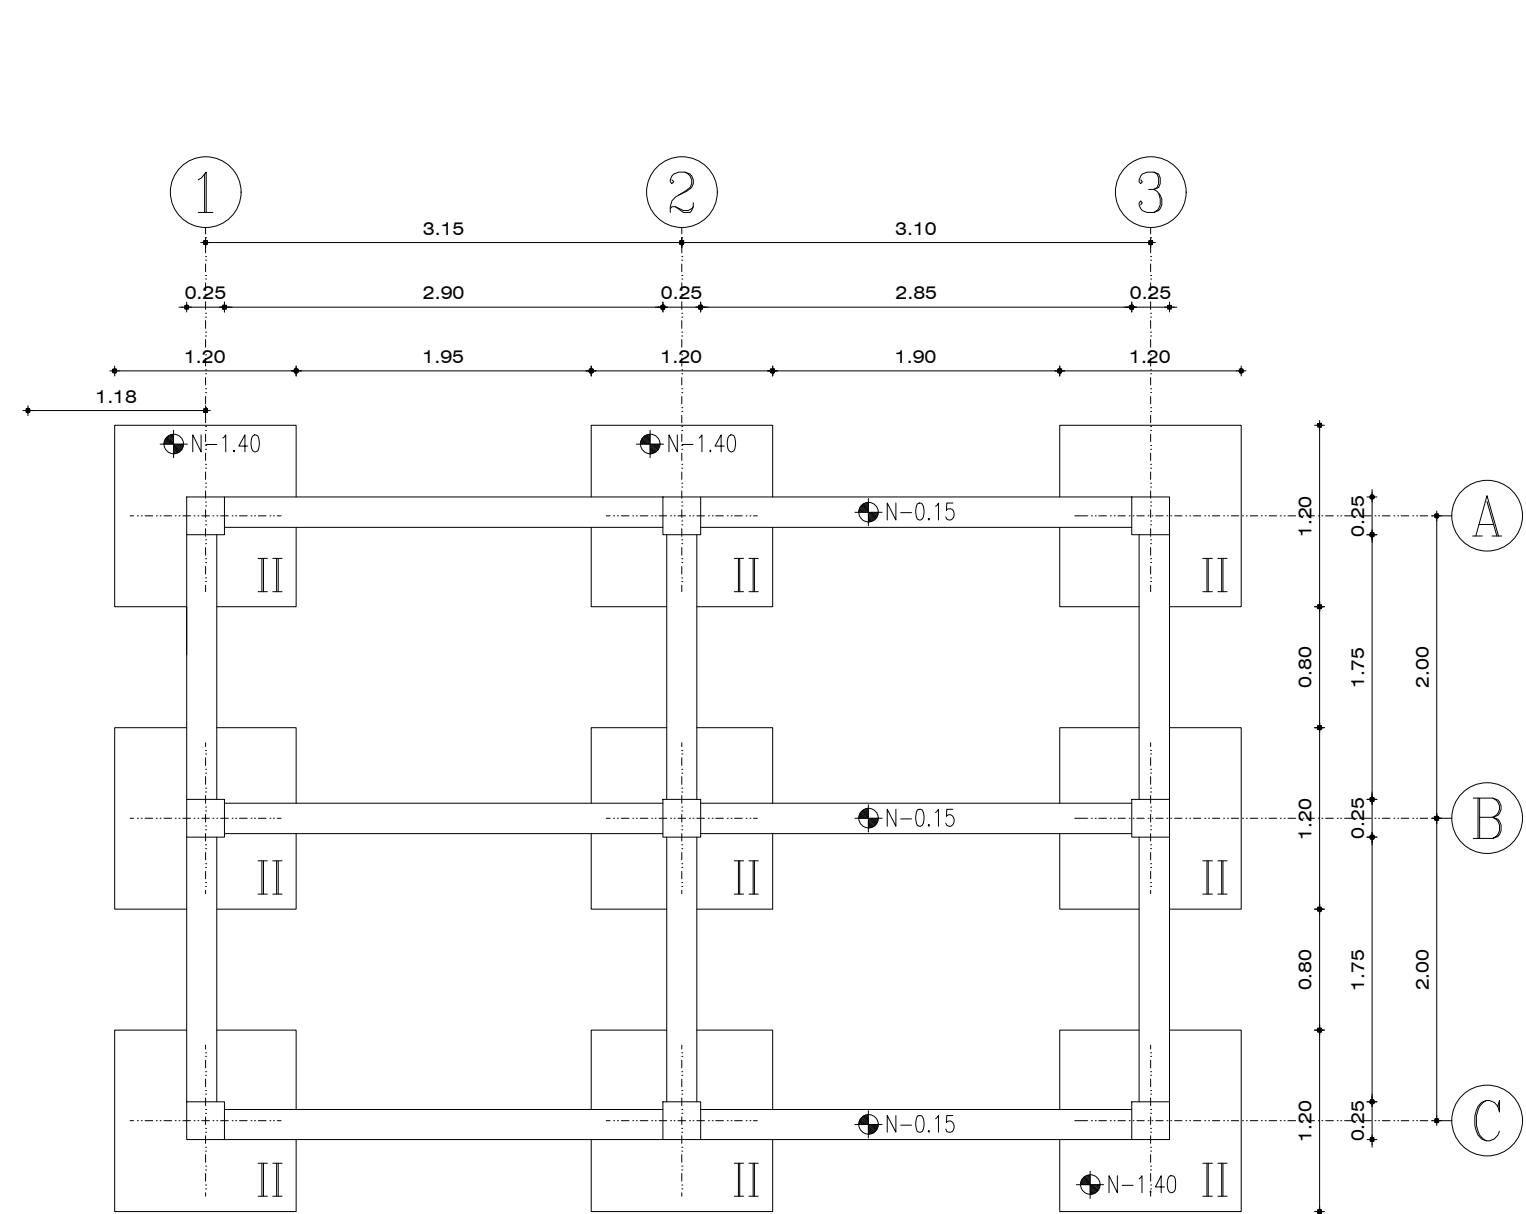 1 2 3
3.15 3.10
0.25 2.90 0.25 2.85 0.25
1.20 1.95 1.20 1.90 1.20
1.18
N-1.40 N-1.40
N-0.15 1.20 0.25 A
II II II
0.80 1.75 2.00
N-0.15 1.20 0.25 B
II II II
0.80 1.75 2.00
N-0.15 1.20 0.25 C
II II N-1.40 II